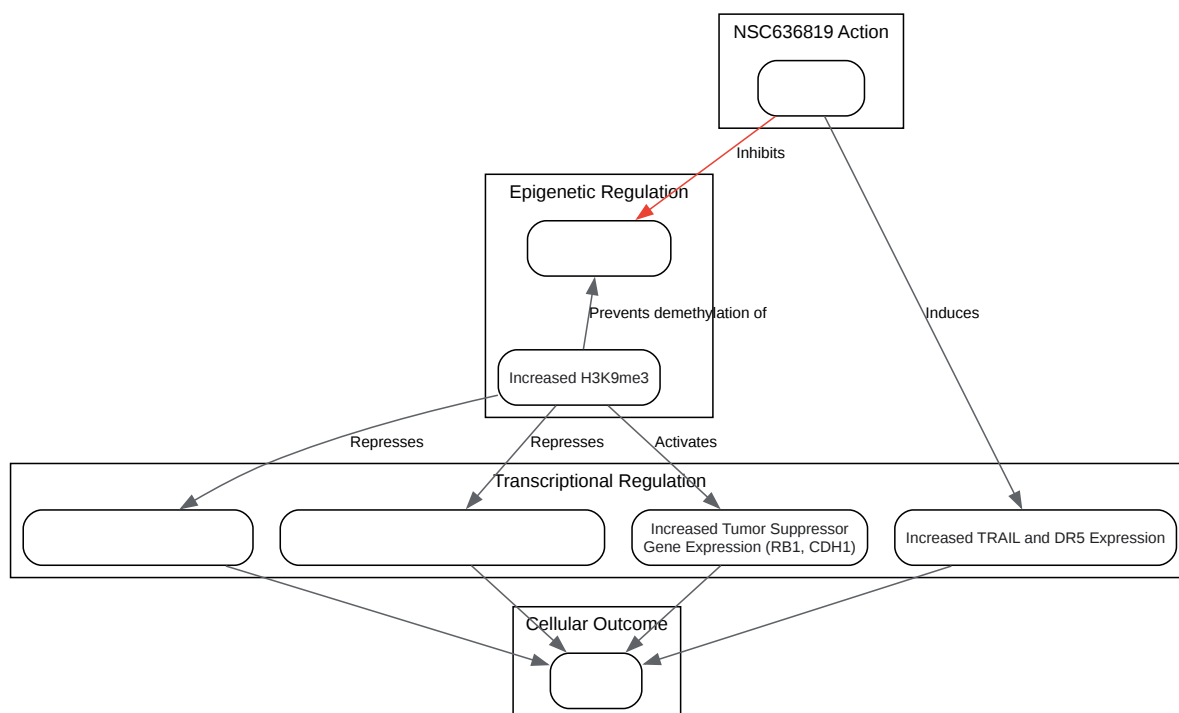 NSC636819 Action
Inhibits
Epigenetic Regulation
Prevents demethylation of
Induces
Increased H3K9me3
Represses
Represses
Activates
Transcriptional Regulation
Increased Tumor Suppressor
Gene Expression (RB1, CDH1)
Increased TRAIL and DR5 Expression
Cellular Outcome